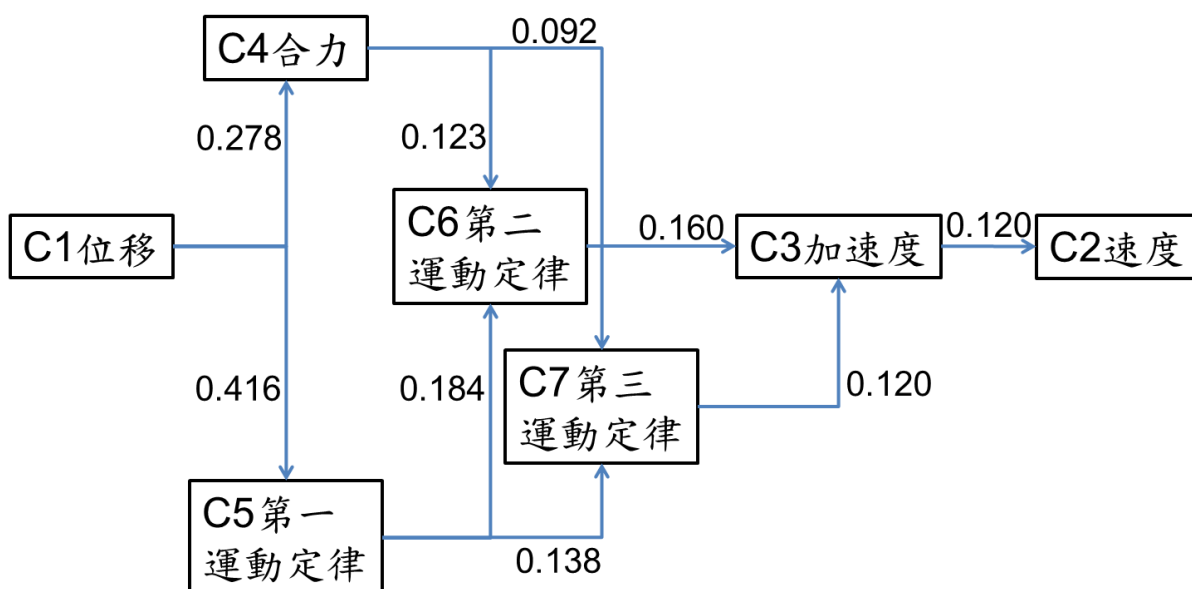 C4合力
0.092
0.278
0.123
C1位移
C6第二
運動定律
0.160
C3加速度
0.120
C2速度
0.416
0.184
C7第三
運動定律
0.120
C5第一
運動定律
0.138